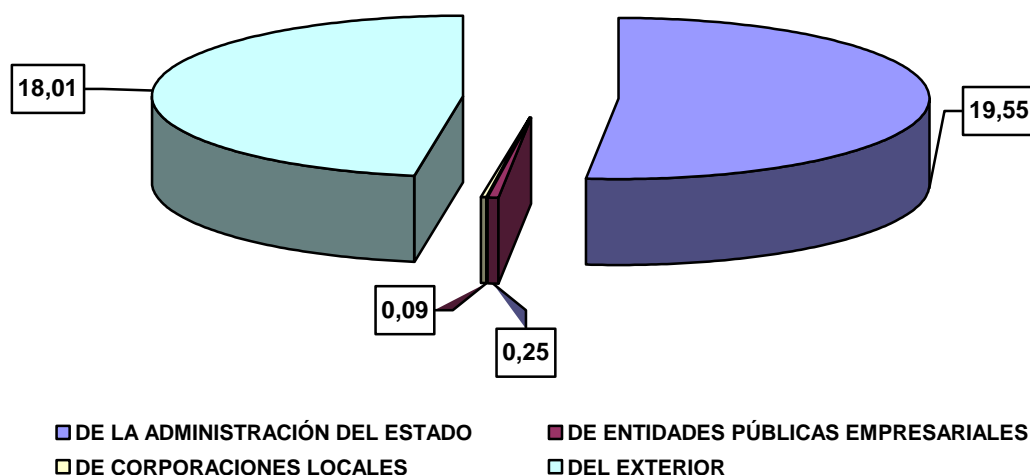 18,01
19,55
0,09
0,25
DE LA ADMINISTRACIÓN DEL ESTADO
DE ENTIDADES PÚBLICAS EMPRESARIALES
DE CORPORACIONES LOCALES
DEL EXTERIOR